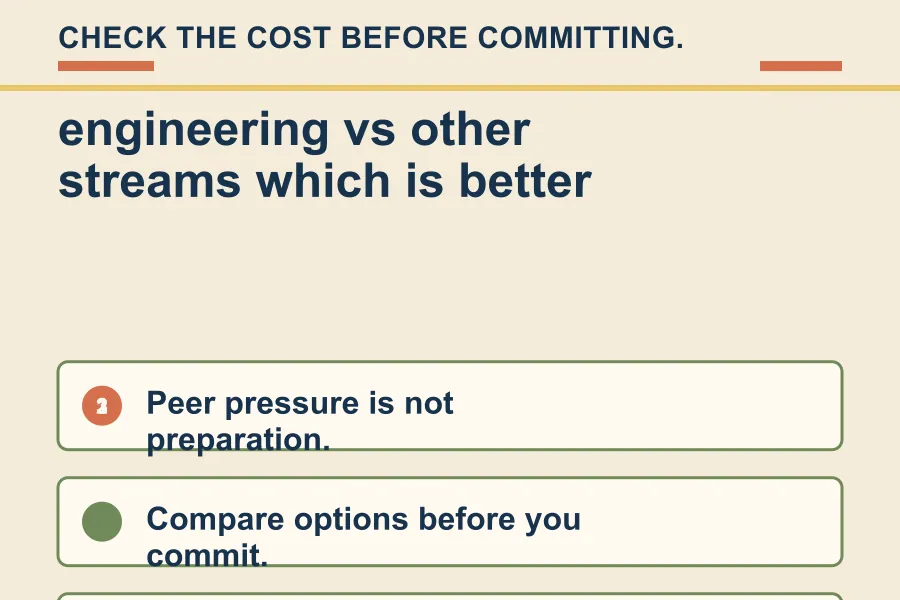 CHECK THE COST BEFORE COMMITTING.
engineering vs other
streams which is better
Peer pressure is not
preparation.
Compare options before you
commit.